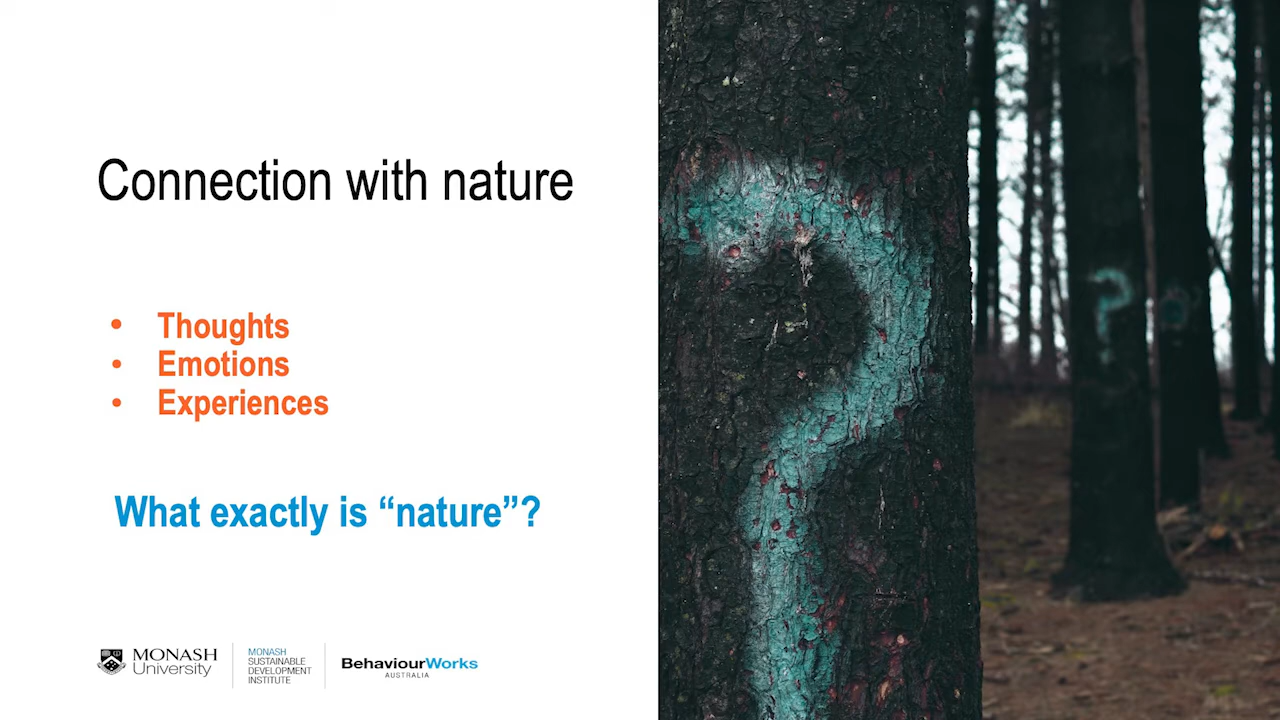 Connection with nature
• Thoughts
• Emotions
• Experiences
What exactly is “nature”?
MONASH
University
MONASH
SUSTAINABLE
DEVELOPMENT
INSTITUTE
BehaviourWorks
AUSTRALIA
?
?